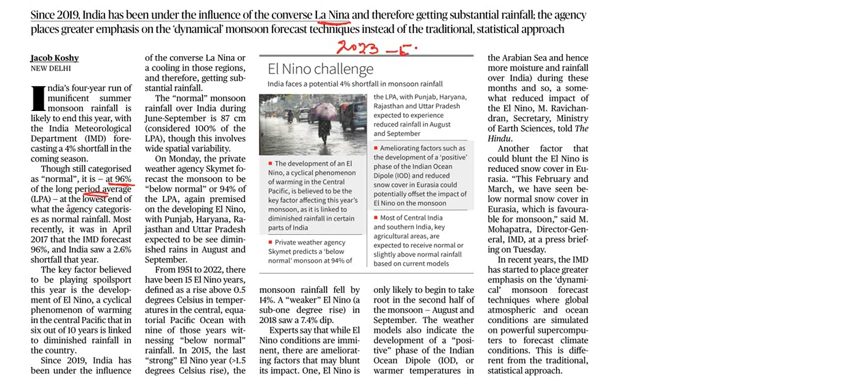 Since 2019, India has been under the influence of the converse La Nina and therefore getting substantial rainfall; the agency
places greater emphasis on the 'dynamical' monsoon forecast techniques instead of the traditional, statistical approach
2023 - E.
Jacob Koshy
NEW DELHI
India's four-year run of
munificent summer
monsoon rainfall is
likely to end this year, with
the India Meteorological
Department (IMD) fore-
casting a 4% shortfall in the
coming season.
Though still categorised
as "normal", it is – at 96%
of the long period average
(LPA) – at the lowest end of
what the agency categoris-
es as normal rainfall. Most
recently, it was in April
2017 that the IMD forecast
96%, and India saw a 2.6%
shortfall that year.
The key factor believed
to be playing spoilsport
this year is the develop-
ment of El Nino, a cyclical
phenomenon of warming
in the central Pacific that in
six out of 10 years is linked
to diminished rainfall in
the country.
Since 2019, India has
been under the influence
of the converse La Nina or
a cooling in those regions,
and therefore, getting sub-
stantial rainfall.
The "normal" monsoon
rainfall over India during
June-September is 87 cm
(considered 100% of the
LPA), though this involves
wide spatial variability.
On Monday, the private
weather agency Skymet fo-
recast the monsoon to be
"below normal" or 94% of
the LPA, again premised
on the developing El Nino,
with Punjab, Haryana, Ra-
jasthan and Uttar Pradesh
expected to be see dimin-
ished rains in August and
September.
From 1951 to 2022, there
have been 15 El Nino years,
defined as a rise above 0.5
degrees Celsius in temper-
atures in the central, equa-
torial Pacific Ocean with
nine of those years wit-
nessing "below normal"
rainfall. In 2015, the last
"strong" El Nino year (>1.5
degrees Celsius rise), the
El Nino challenge
India faces a potential 4% shortfall in monsoon rainfall
■ The development of an El
Nino, a cyclical phenomenon
of warming in the Central
Pacific, is believed to be the
key factor affecting this year's
monsoon, as it is linked to
diminished rainfall in certain
parts of India
■ Private weather agency
Skymet predicts a 'below
normal' monsoon at 94% of
the LPA, with Punjab, Haryana,
Rajasthan and Uttar Pradesh
expected to experience
reduced rainfall in August
and September
■ Ameliorating factors such as
the development of a 'positive'
phase of the Indian Ocean
Dipole (IOD) and reduced
snow cover in Eurasia could
potentially offset the impact of
El Nino on the monsoon
■ Most of Central India
and southern India, key
agricultural areas, are
expected to receive normal or
slightly above normal rainfall
based on current models
monsoon rainfall fell by
14%. A "weaker" El Nino (a
sub-one degree rise) in
2018 saw a 7.4% dip.
Experts say that while El
Nino conditions are immi-
nent, there are ameliorat-
ing factors that may blunt
its impact. One, El Nino is
only likely to begin to take
root in the second half of
the monsoon – August and
September. The weather
models also indicate the
development of a "posi-
tive" phase of the Indian
Ocean Dipole (IOD, or
warmer temperatures in
the Arabian Sea and hence
more moisture and rainfall
over India) during these
months and so, a some-
what reduced impact of
the El Nino, M. Ravichan-
dran, Secretary, Ministry
of Earth Sciences, told The
Hindu.
Another factor that
could blunt the El Nino is
reduced snow cover in Eu-
rasia. "This February and
March, we have seen be-
low normal snow cover in
Eurasia, which is favoura-
ble for monsoon," said M.
Mohapatra, Director-Gen-
eral, IMD, at a press brief-
ing on Tuesday.
In recent years, the IMD
has started to place greater
emphasis on the 'dynami-
cal' monsoon forecast
techniques where global
atmospheric and ocean
conditions are simulated
on powerful supercompu-
ters to forecast climate
conditions. This is diffe-
rent from the traditional,
statistical approach.